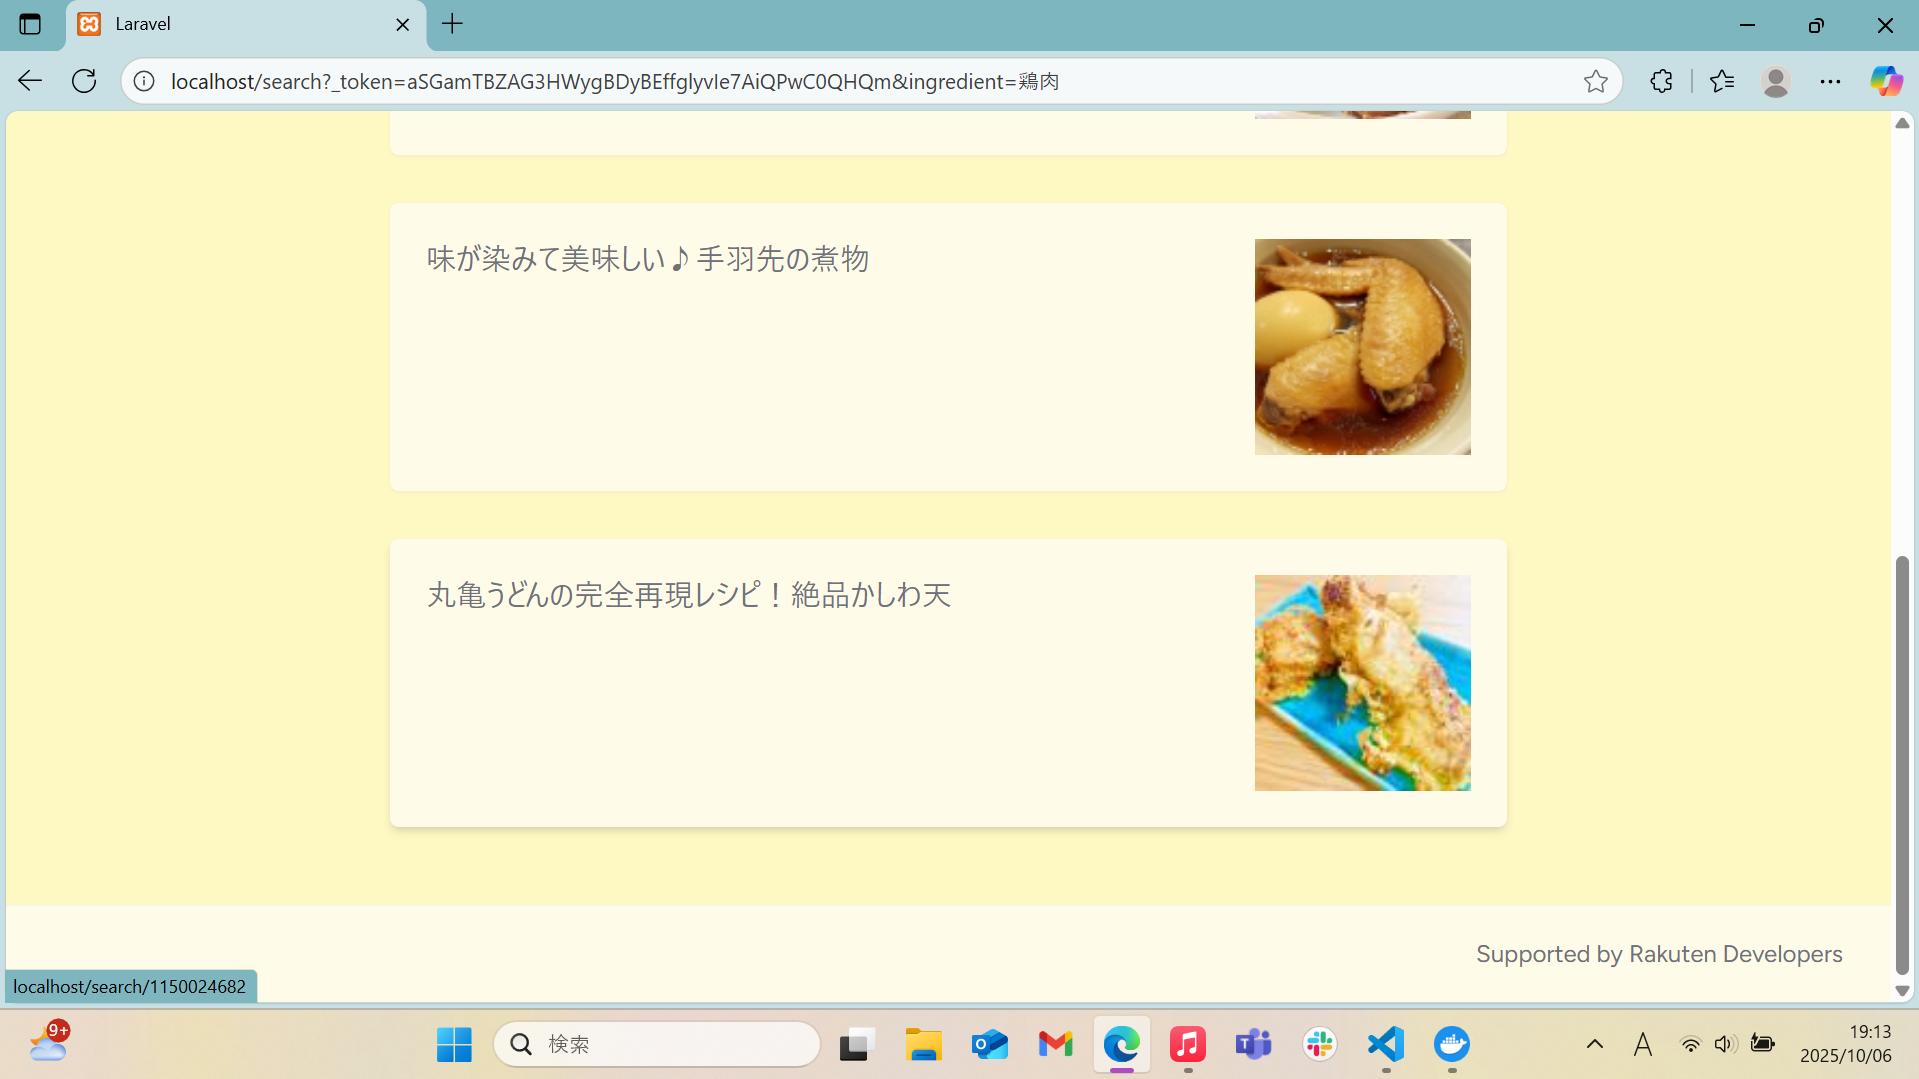 Laravel
localhost/search?_token=aSGamTBZAG3HWygBDyBEffglyvIe7AiQPwC0QHQm&ingredient=鶏肉
味が染みて美味しい♪手羽先の煮物
丸亀うどんの完全再現レシピ！絶品かしわ天
Supported by Rakuten Developers
localhost/search/1150024682
9+
検索
A
19:13
2025/10/06